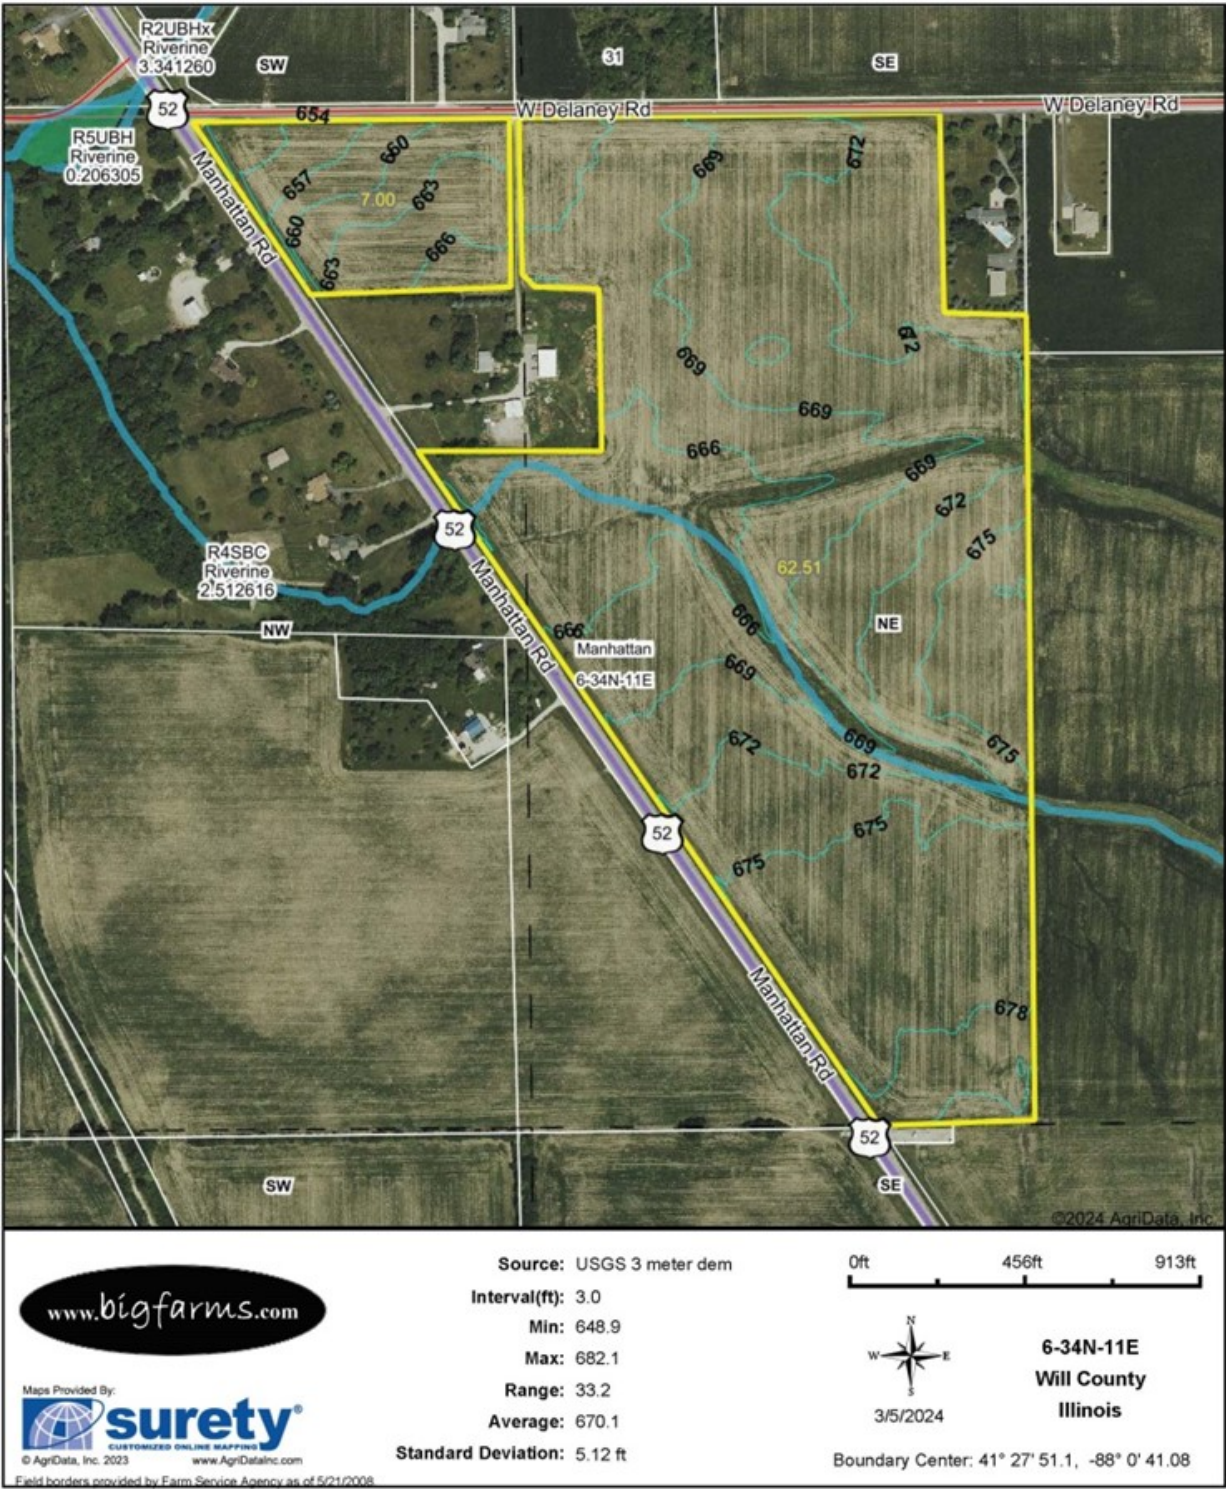 R2UBHx
Riverine
3.341260
SW
31
SE
52
654
W Delaney Rd
W Delaney Rd
R5UBH
Riverine
0.206305
Manhattan Rd
657
660
7.00
663
660
663
666
669
672
672
669
669
666
669
672
675
52
R4SBC
Riverine
2.512616
NW
Manhattan Rd
62.51
666
666
Manhattan
6-34N-11E
NE
669
672
669
672
675
675
675
52
Manhattan Rd
678
52
SW
SE
©2024 AgriData, Inc.
www.bigfarms.com
Maps Provided By:
surety®
CUSTOMIZED ONLINE MAPPING
© AgriData, Inc. 2023
www.AgriDataInc.com
Field borders provided by Farm Service Agency as of 5/21/2008.
Source: USGS 3 meter dem
Interval(ft): 3.0
Min: 648.9
Max: 682.1
Range: 33.2
Average: 670.1
Standard Deviation: 5.12 ft
0ft 456ft 913ft
N
W E
S
3/5/2024
6-34N-11E
Will County
Illinois
Boundary Center: 41° 27' 51.1, -88° 0' 41.08